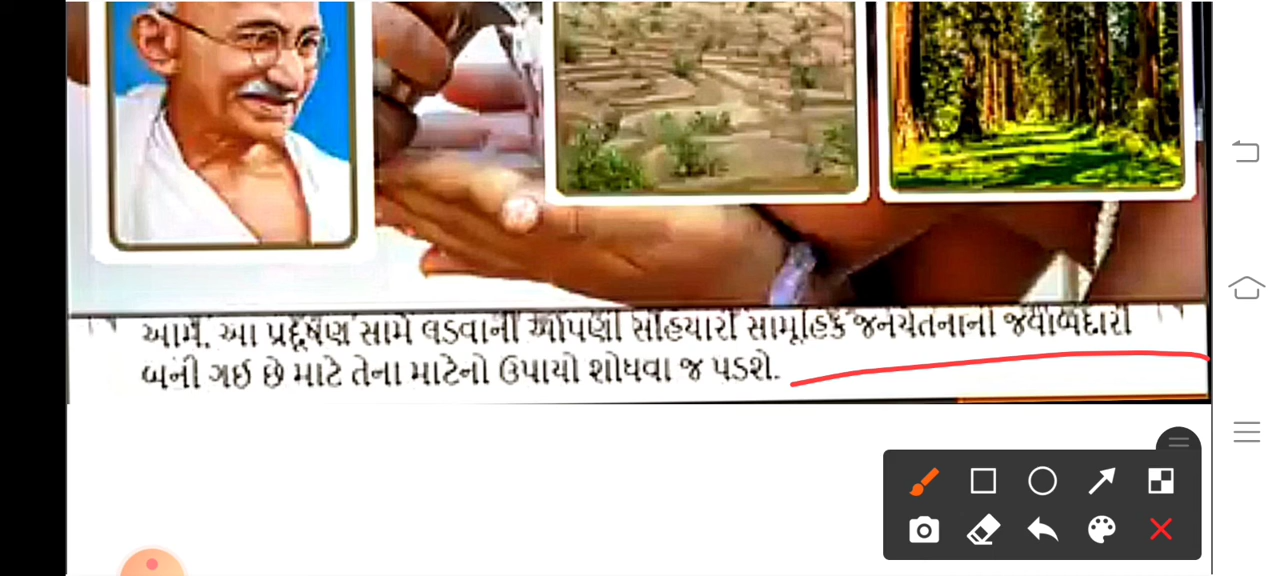 આમ, આ પ્રદૂષણ સામે લડવાની આપણી સહિયારી સામૂહિક જનચેતનાની જવાબદારી
બની ગઈ છે માટે તેના માટેનો ઉપાયો શોધવા જ પડશે.